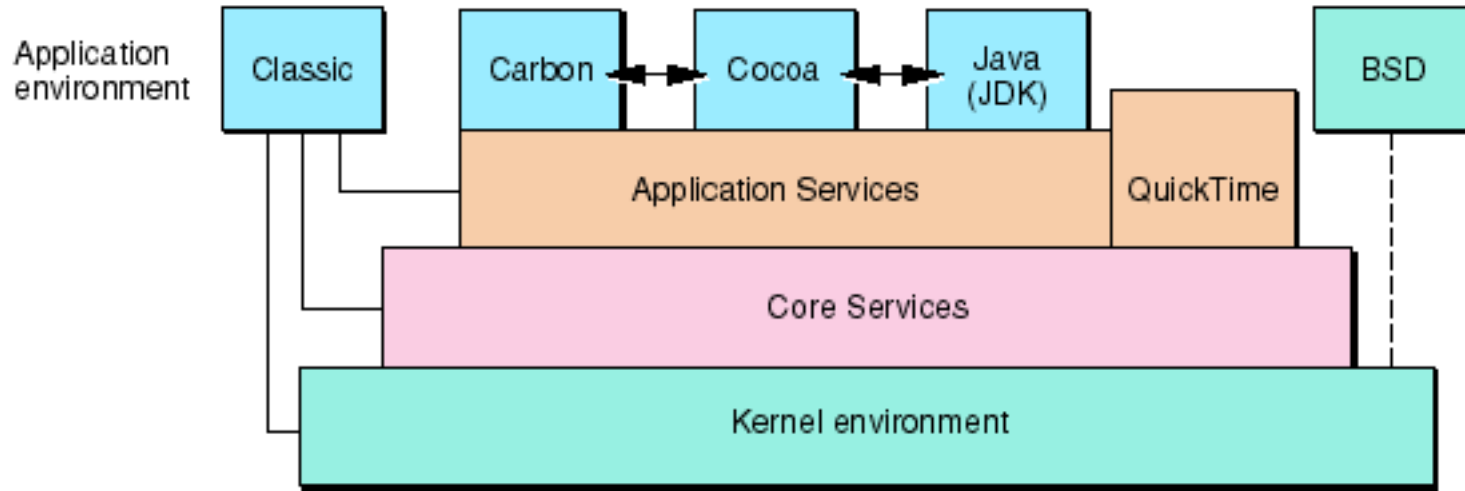 Application
environment
Classic
Carbon
Cocoa
Java
(JDK)
BSD
Application Services
QuickTime
Core Services
Kernel environment